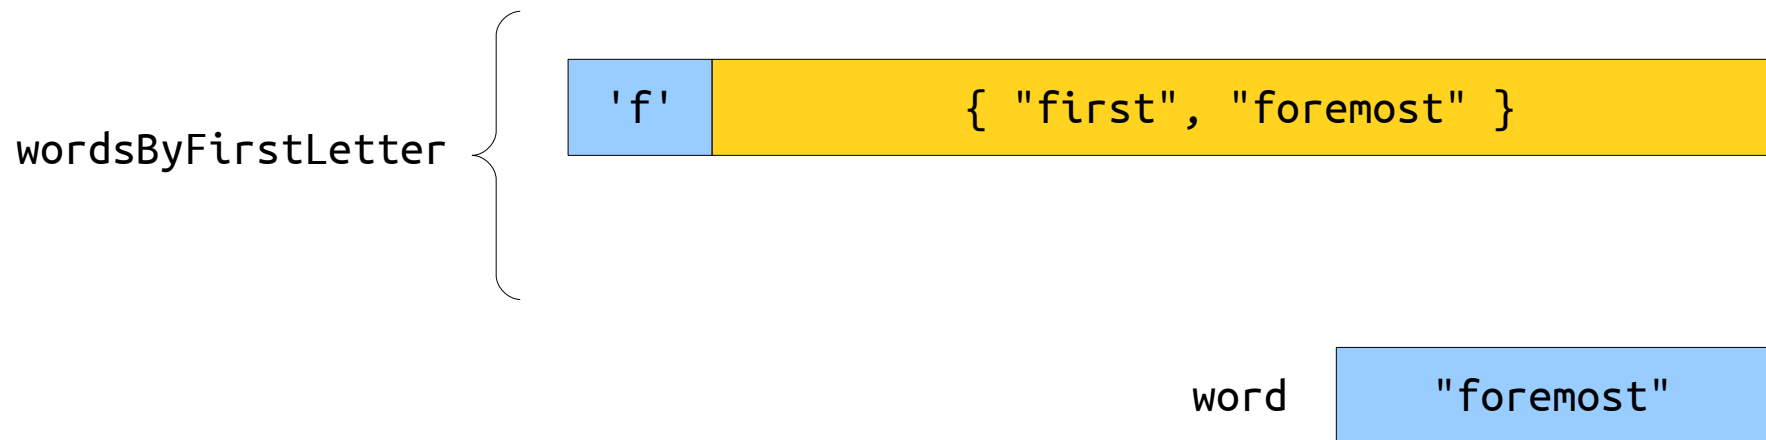 'f' { "first", "foremost" }
wordsByFirstLetter
word "foremost"